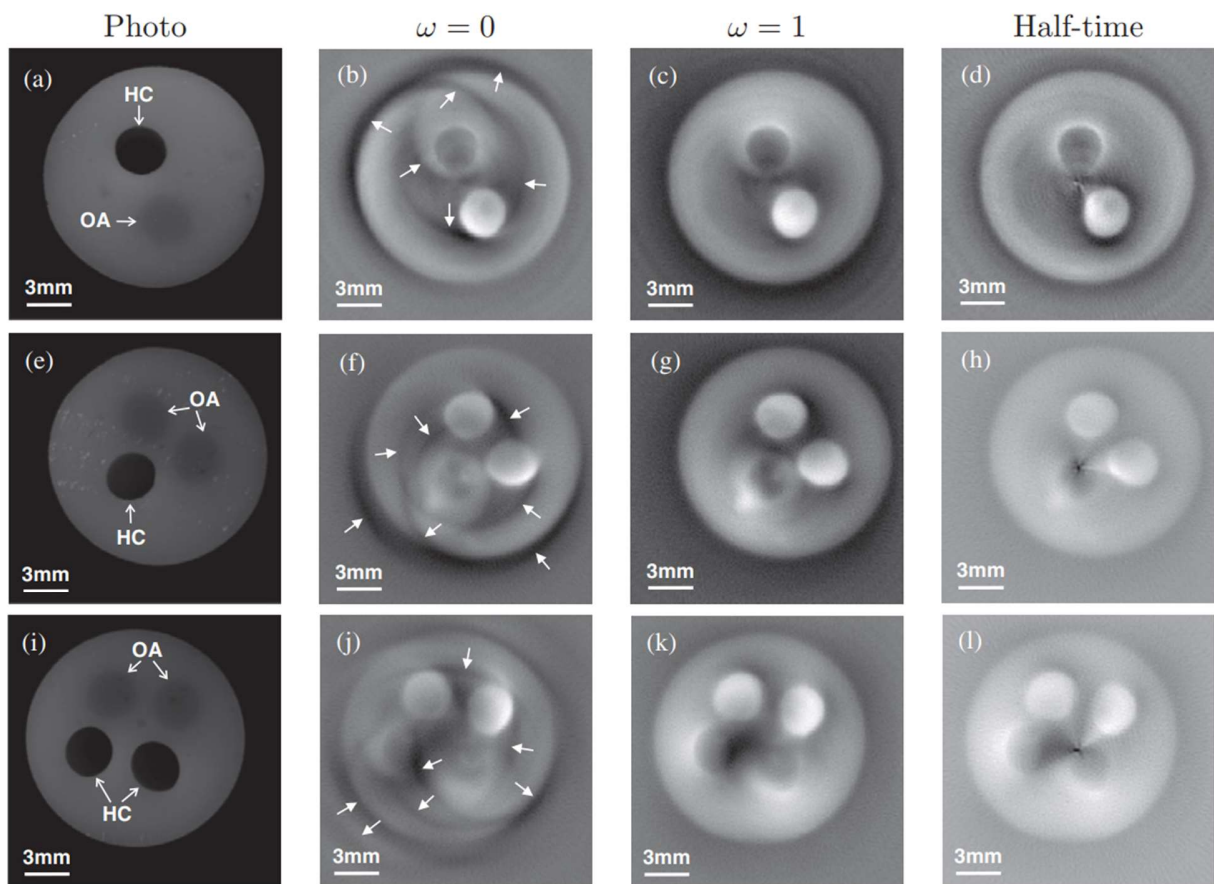 Photo ω = 0 ω = 1 Half-time
(a) (b) (c) (d)
HC
OA
3mm 3mm 3mm 3mm
(e) (f) (g) (h)
OA
HC
3mm 3mm 3mm 3mm
(i) (j) (k) (l)
OA
HC
3mm 3mm 3mm 3mm